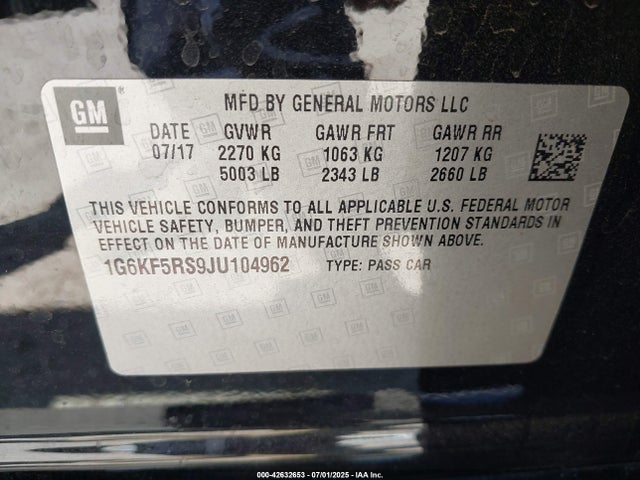 GM
MFD BY GENERAL MOTORS LLC
DATE GVWR GAWR FRT GAWR RR
07/17 2270 KG 1063 KG 1207 KG
5003 LB 2343 LB 2660 LB
THIS VEHICLE CONFORMS TO ALL APPLICABLE U.S. FEDERAL MOTOR
VEHICLE SAFETY, BUMPER, AND THEFT PREVENTION STANDARDS IN
EFFECT ON THE DATE OF MANUFACTURE SHOWN ABOVE.
1G6KF5RS9JU104962 TYPE: PASS CAR
000-42632653 - 07/01/2025 - IAA Inc.